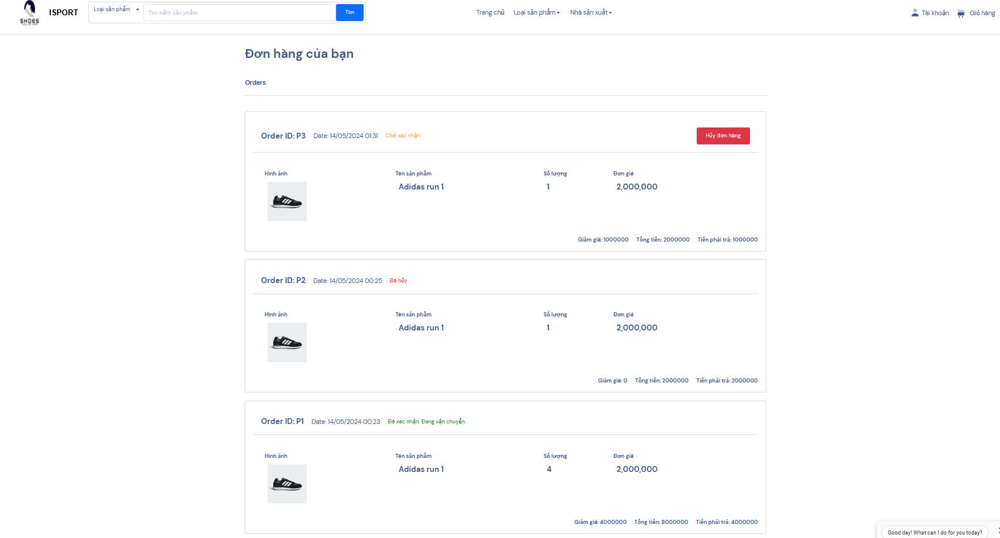 SHOES
ISPORT
Loại sản phẩm
Tìm kiếm sản phẩm
Tìm
Trang chủ
Loại sản phẩm
Nhà sản xuất
Tài khoản
Giỏ hàng
Đơn hàng của bạn
Orders
Order ID: P3 Date: 14/05/2024 01:31 Chờ xác nhận
Hủy đơn hàng
Hình ảnh Tên sản phẩm Số lượng Đơn giá
Adidas run 1 1 2,000,000
Giảm giá: 1000000 Tổng tiền: 2000000 Tiền phải trả: 1000000
Order ID: P2 Date: 14/05/2024 00:25 Đã hủy
Hình ảnh Tên sản phẩm Số lượng Đơn giá
Adidas run 1 1 2,000,000
Giảm giá: 0 Tổng tiền: 2000000 Tiền phải trả: 2000000
Order ID: P1 Date: 14/05/2024 00:23 Đã xác nhận. Đang vận chuyển.
Hình ảnh Tên sản phẩm Số lượng Đơn giá
Adidas run 1 4 2,000,000
Giảm giá: 4000000 Tổng tiền: 8000000 Tiền phải trả: 4000000
Good day! What can I do for you today?